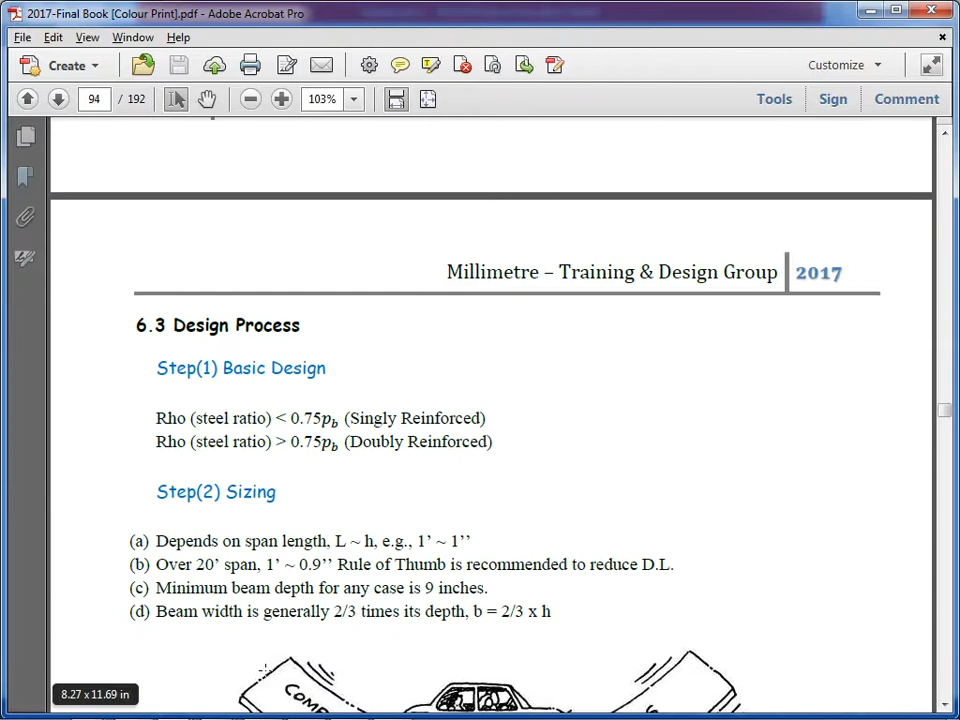 2017-Final Book [Colour Print].pdf - Adobe Acrobat Pro
File Edit View Window Help
Create Customize
94 / 192 103% Tools Sign Comment
Millimetre – Training & Design Group 2017
6.3 Design Process
Step(1) Basic Design
Rho (steel ratio) < 0.75pb (Singly Reinforced)
Rho (steel ratio) > 0.75pb (Doubly Reinforced)
Step(2) Sizing
(a) Depends on span length, L ~ h, e.g., 1’ ~ 1’’
(b) Over 20’ span, 1’ ~ 0.9’’ Rule of Thumb is recommended to reduce D.L.
(c) Minimum beam depth for any case is 9 inches.
(d) Beam width is generally 2/3 times its depth, b = 2/3 x h
8.27 x 11.69 in